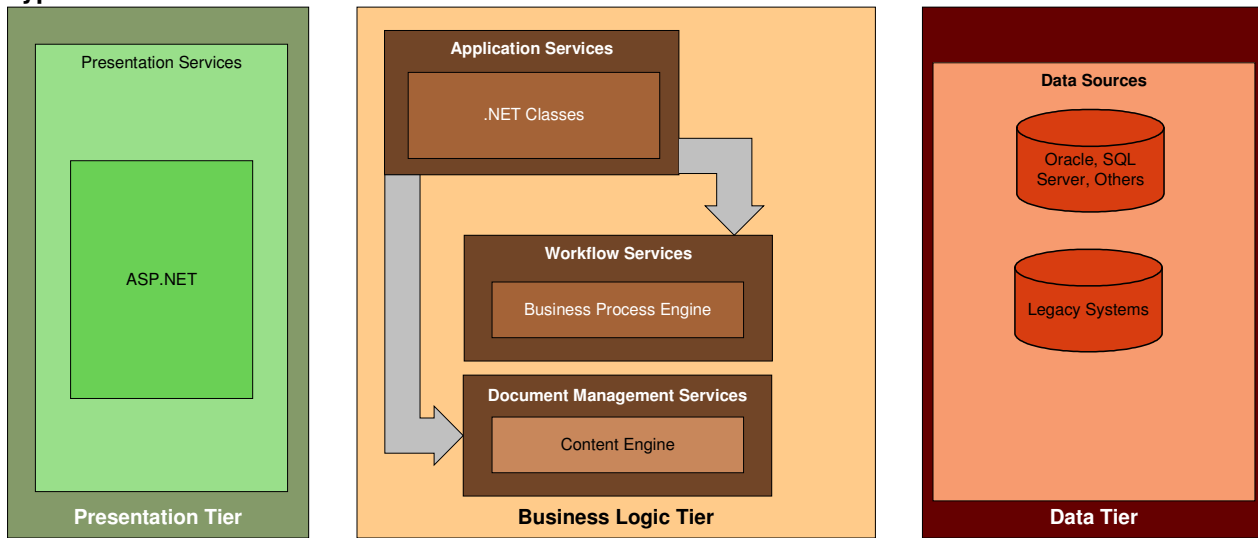 Presentation Services
ASP.NET
Presentation Tier
Application Services
.NET Classes
Workflow Services
Business Process Engine
Document Management Services
Content Engine
Business Logic Tier
Data Sources
Oracle, SQL
Server, Others
Legacy Systems
Data Tier